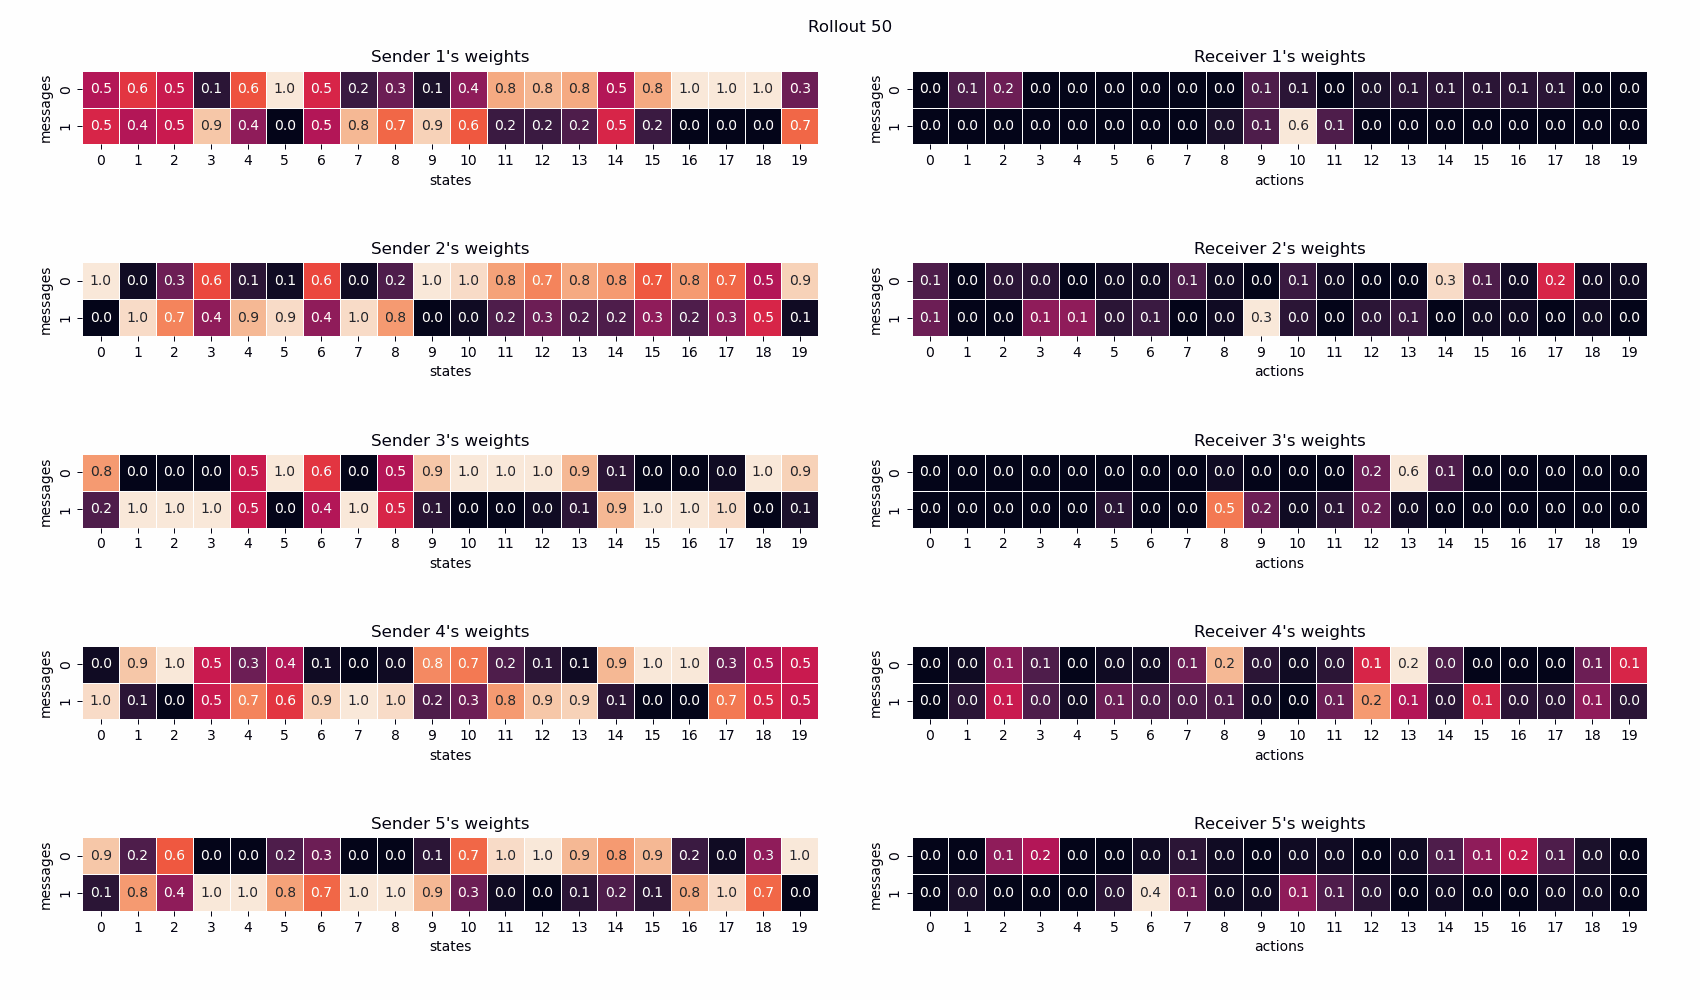 Rollout 50
Sender 1's weights
messages
0 0.5 0.6 0.5 0.1 0.6 1.0 0.5 0.2 0.3 0.1 0.4 0.8 0.8 0.8 0.5 0.8 1.0 1.0 1.0 0.3
1 0.5 0.4 0.5 0.9 0.4 0.0 0.5 0.8 0.7 0.9 0.6 0.2 0.2 0.2 0.5 0.2 0.0 0.0 0.0 0.7
0 1 2 3 4 5 6 7 8 9 10 11 12 13 14 15 16 17 18 19
states
Receiver 1's weights
messages
0 0.0 0.1 0.2 0.0 0.0 0.0 0.0 0.0 0.0 0.1 0.1 0.0 0.0 0.1 0.1 0.1 0.1 0.1 0.0 0.0
1 0.0 0.0 0.0 0.0 0.0 0.0 0.0 0.0 0.0 0.1 0.6 0.1 0.0 0.0 0.0 0.0 0.0 0.0 0.0 0.0
0 1 2 3 4 5 6 7 8 9 10 11 12 13 14 15 16 17 18 19
actions
Sender 2's weights
messages
0 1.0 0.0 0.3 0.6 0.1 0.1 0.6 0.0 0.2 1.0 1.0 0.8 0.7 0.8 0.8 0.7 0.8 0.7 0.5 0.9
1 0.0 1.0 0.7 0.4 0.9 0.9 0.4 1.0 0.8 0.0 0.0 0.2 0.3 0.2 0.2 0.3 0.2 0.3 0.5 0.1
0 1 2 3 4 5 6 7 8 9 10 11 12 13 14 15 16 17 18 19
states
Receiver 2's weights
messages
0 0.1 0.0 0.0 0.0 0.0 0.0 0.0 0.1 0.0 0.0 0.1 0.0 0.0 0.0 0.3 0.1 0.0 0.2 0.0 0.0
1 0.1 0.0 0.0 0.1 0.1 0.0 0.1 0.0 0.0 0.3 0.0 0.0 0.0 0.1 0.0 0.0 0.0 0.0 0.0 0.0
0 1 2 3 4 5 6 7 8 9 10 11 12 13 14 15 16 17 18 19
actions
Sender 3's weights
messages
0 0.8 0.0 0.0 0.0 0.5 1.0 0.6 0.0 0.5 0.9 1.0 1.0 1.0 0.9 0.1 0.0 0.0 0.0 1.0 0.9
1 0.2 1.0 1.0 1.0 0.5 0.0 0.4 1.0 0.5 0.1 0.0 0.0 0.0 0.1 0.9 1.0 1.0 1.0 0.0 0.1
0 1 2 3 4 5 6 7 8 9 10 11 12 13 14 15 16 17 18 19
states
Receiver 3's weights
messages
0 0.0 0.0 0.0 0.0 0.0 0.0 0.0 0.0 0.0 0.0 0.0 0.0 0.2 0.6 0.1 0.0 0.0 0.0 0.0 0.0
1 0.0 0.0 0.0 0.0 0.0 0.1 0.0 0.0 0.5 0.2 0.0 0.1 0.2 0.0 0.0 0.0 0.0 0.0 0.0 0.0
0 1 2 3 4 5 6 7 8 9 10 11 12 13 14 15 16 17 18 19
actions
Sender 4's weights
messages
0 0.0 0.9 1.0 0.5 0.3 0.4 0.1 0.0 0.0 0.8 0.7 0.2 0.1 0.1 0.9 1.0 1.0 0.3 0.5 0.5
1 1.0 0.1 0.0 0.5 0.7 0.6 0.9 1.0 1.0 0.2 0.3 0.8 0.9 0.9 0.1 0.0 0.0 0.7 0.5 0.5
0 1 2 3 4 5 6 7 8 9 10 11 12 13 14 15 16 17 18 19
states
Receiver 4's weights
messages
0 0.0 0.0 0.1 0.1 0.0 0.0 0.0 0.1 0.2 0.0 0.0 0.0 0.1 0.2 0.0 0.0 0.0 0.0 0.1 0.1
1 0.0 0.0 0.1 0.0 0.0 0.1 0.0 0.0 0.1 0.0 0.0 0.1 0.2 0.1 0.0 0.1 0.0 0.0 0.1 0.0
0 1 2 3 4 5 6 7 8 9 10 11 12 13 14 15 16 17 18 19
actions
Sender 5's weights
messages
0 0.9 0.2 0.6 0.0 0.0 0.2 0.3 0.0 0.0 0.1 0.7 1.0 1.0 0.9 0.8 0.9 0.2 0.0 0.3 1.0
1 0.1 0.8 0.4 1.0 1.0 0.8 0.7 1.0 1.0 0.9 0.3 0.0 0.0 0.1 0.2 0.1 0.8 1.0 0.7 0.0
0 1 2 3 4 5 6 7 8 9 10 11 12 13 14 15 16 17 18 19
states
Receiver 5's weights
messages
0 0.0 0.0 0.1 0.2 0.0 0.0 0.0 0.1 0.0 0.0 0.0 0.0 0.0 0.0 0.1 0.1 0.2 0.1 0.0 0.0
1 0.0 0.0 0.0 0.0 0.0 0.0 0.4 0.1 0.0 0.0 0.1 0.1 0.0 0.0 0.0 0.0 0.0 0.0 0.0 0.0
0 1 2 3 4 5 6 7 8 9 10 11 12 13 14 15 16 17 18 19
actions